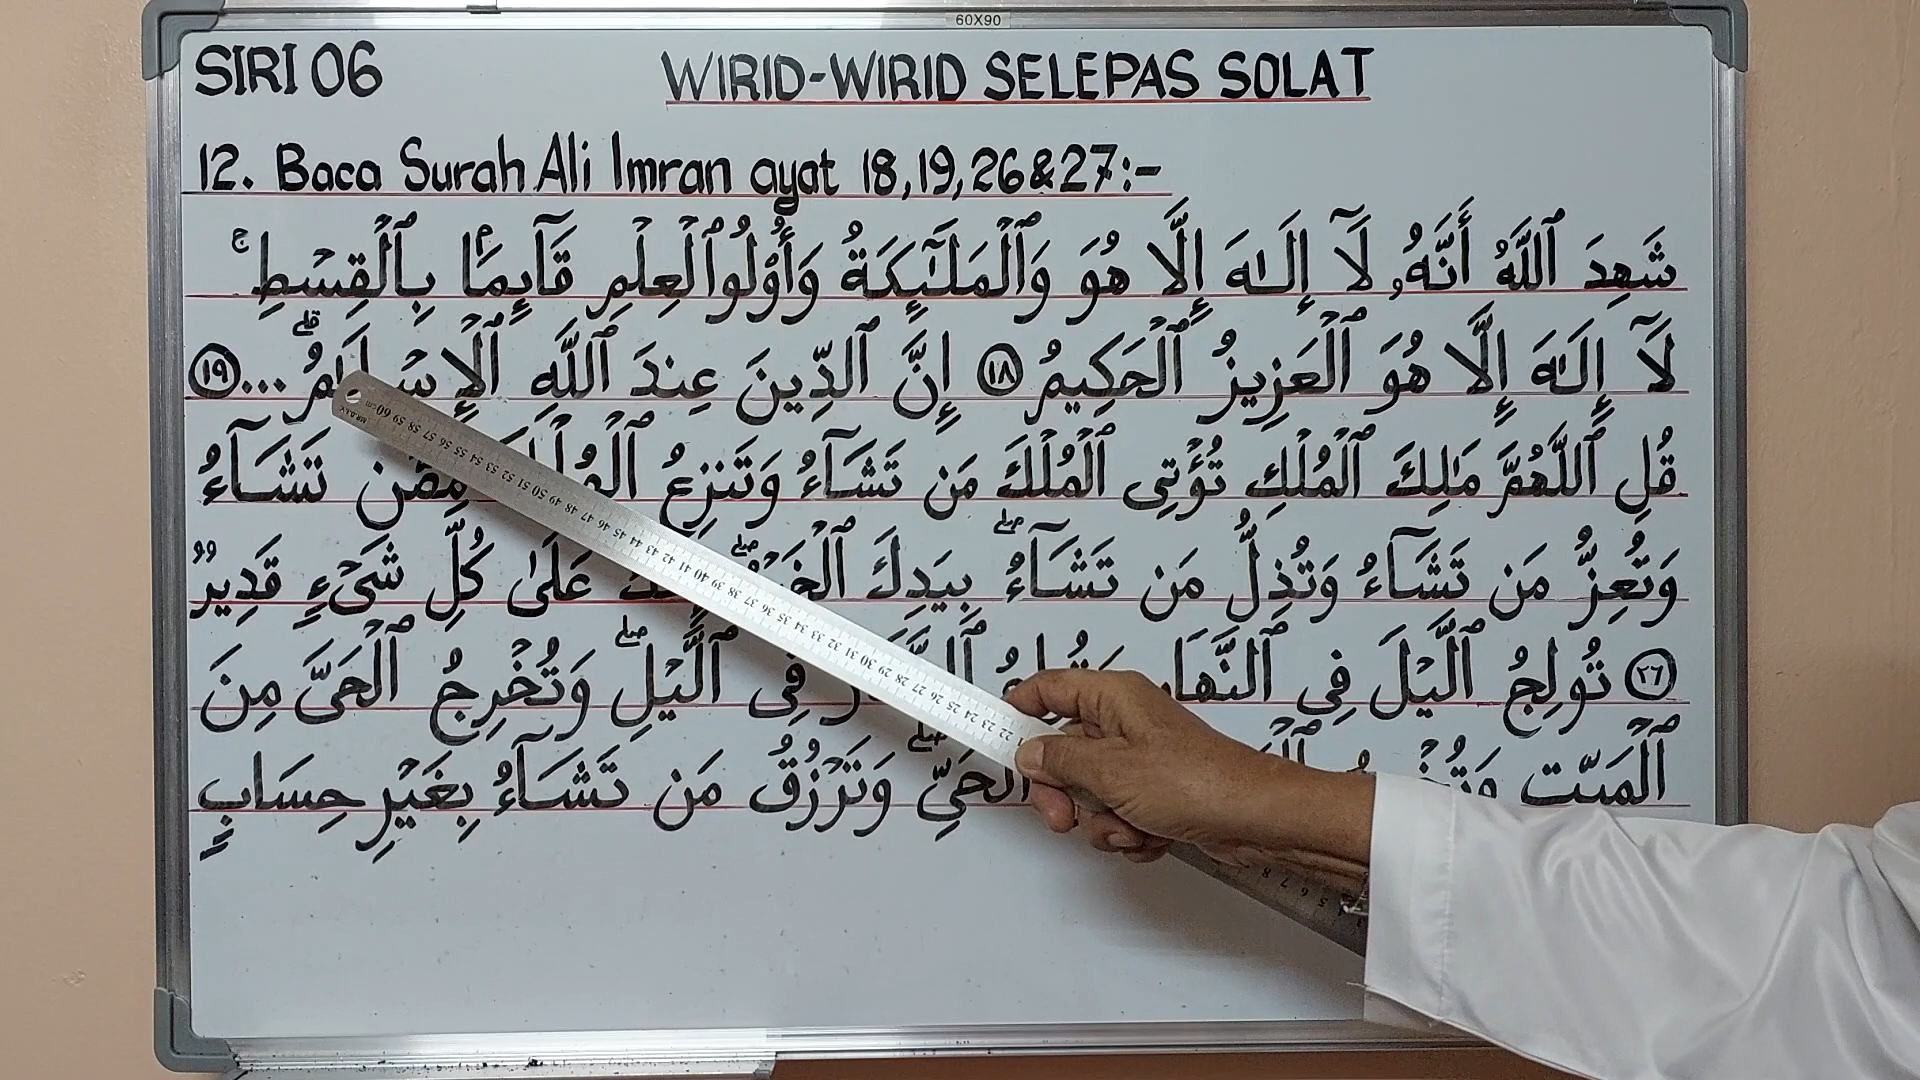 60X90
SIRI 06
WIRID-WIRID SELEPAS SOLAT
12. Baca Surah Ali Imran ayat 18,19,26&27:-
شَهِدَ ٱللَّهُ أَنَّهُۥ لَآ إِلَـٰهَ إِلَّا هُوَ وَٱلْمَلَـٰٓئِكَةُ وَأُو۟لُوا۟ ٱلْعِلْمِ قَآئِمًۢا بِٱلْقِسْطِ ۚ
لَآ إِلَـٰهَ إِلَّا هُوَ ٱلْعَزِيزُ ٱلْحَكِيمُ ١٨ إِنَّ ٱلدِّينَ عِندَ ٱللَّهِ ٱلْإِسْلَـٰمُ ۗ ... ١٩
قُلِ ٱللَّهُمَّ مَـٰلِكَ ٱلْمُلْكِ تُؤْتِى ٱلْمُلْكَ مَن تَشَآءُ وَتَنزِعُ مِمَّن تَشَآءُ
وَتُعِزُّ مَن تَشَآءُ وَتُذِلُّ مَن تَشَآءُ ۖ بِيَدِكَ عَلَىٰ كُلِّ شَىْءٍ قَدِيرٌ
٢٦ تُولِجُ ٱلَّيْلَ فِى ٱلنَّهَارِ فِى ٱلَّيْلِ ۖ وَتُخْرِجُ ٱلْحَىَّ مِنَ
ٱلْمَيِّتِ ٱلْحَىِّ ۖ وَتَرْزُقُ مَن تَشَآءُ بِغَيْرِ حِسَابٍ